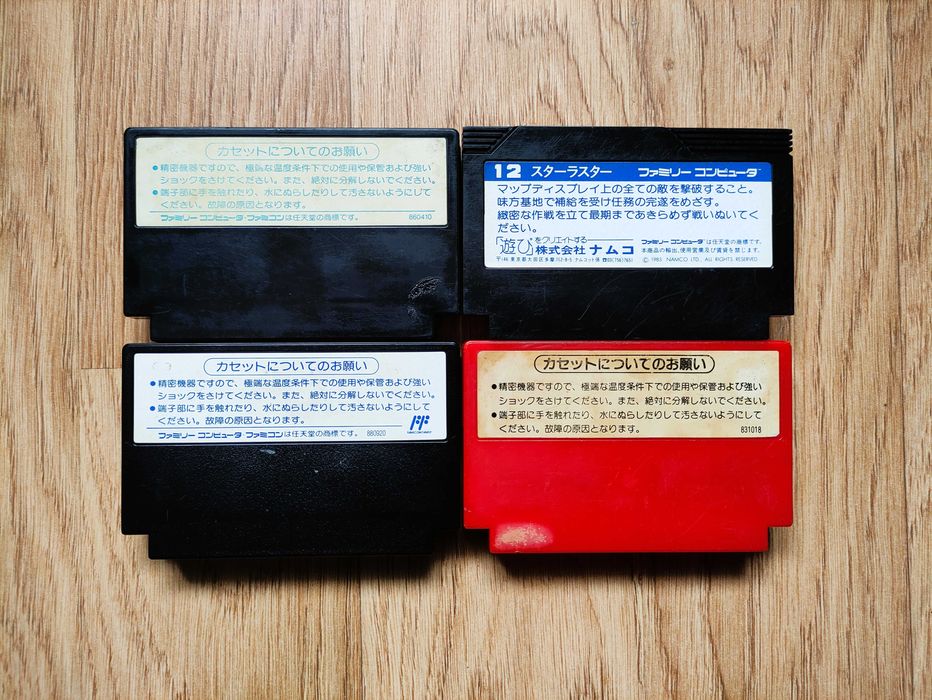 カセットについてのお願い
●精密機器ですので、極端な温度条件下での使用や保管および強い
ショックをさけてください。また、絶対に分解しないでください。
●端子部に手を触れたり、水にぬらしたりして汚さないようにして
ください。故障の原因となります。
ファミリーコンピュータ・ファミコンは任天堂の商標です。 860410
12 スターラスター ファミリーコンピュータ
マップディスプレイ上の全ての敵を撃破すること。
味方基地で補給を受け任務の完遂をめざす。
緻密な作戦を立て最期まであきらめず戦いぬいてく
ださい。
「遊び」をクリエイトする 株式会社ナムコ
ファミリーコンピュータは任天堂の商標です。
本商品の輸出、使用営業及び賃貸を禁じます。
© 1985 NAMCO LTD., ALL RIGHTS RESERVED
カセットについてのお願い
●精密機器ですので、極端な温度条件下での使用や保管および強い
ショックをさけてください。また、絶対に分解しないでください。
●端子部に手を触れたり、水にぬらしたりして汚さないようにして
ください。故障の原因となります。
ファミリーコンピュータ・ファミコンは任天堂の商標です。 880920
カセットについてのお願い
●精密機器ですので、極端な温度条件下での使用や保管および強い
ショックをさけてください。また、絶対に分解しないでください。
●端子部に手を触れたり、水にぬらしたりして汚さないようにして
ください。故障の原因となります。
831018